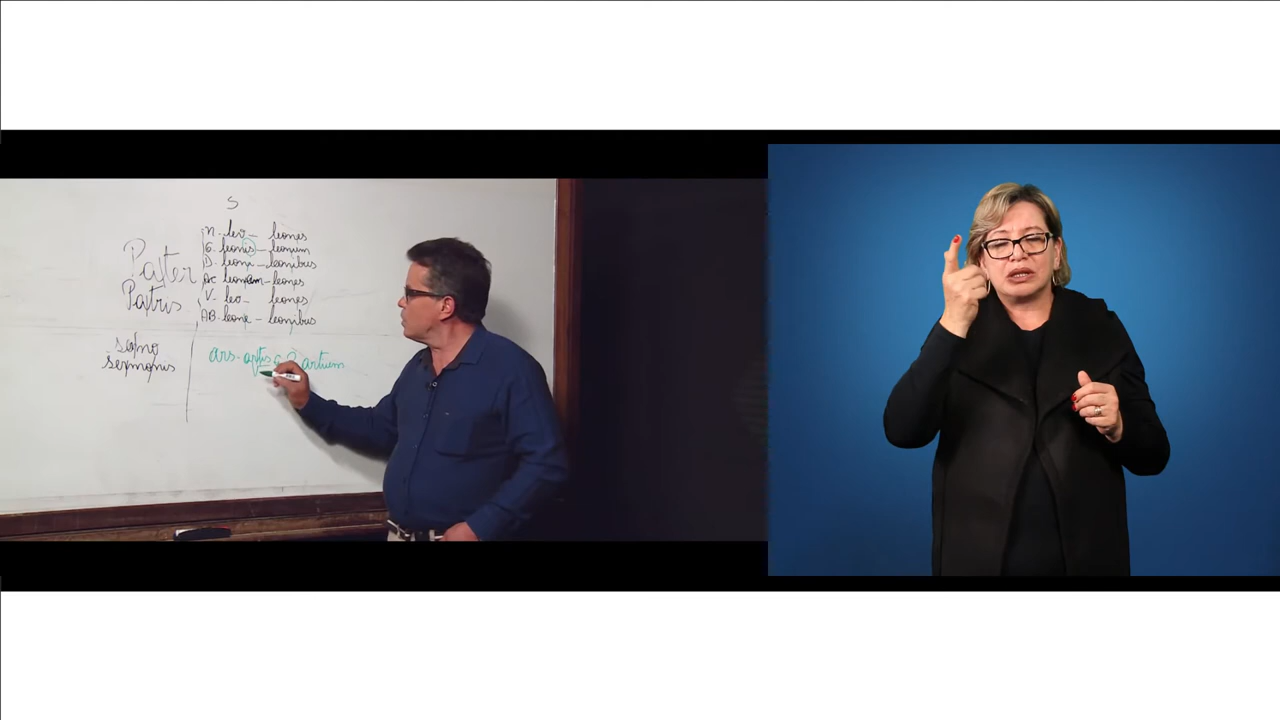 S
N. leo - leones
G. leonis - leonum
D. leoni - leonibus
AC leonem - leones
V. leo - leones
AB. leone - leonibus
Pater
Patris
sermo
sermonis
ars - artis artium